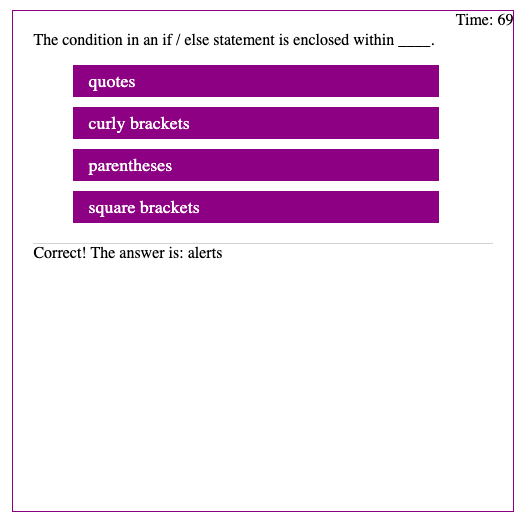 Time: 69
The condition in an if / else statement is enclosed within ____.
quotes
curly brackets
parentheses
square brackets
Correct! The answer is: alerts